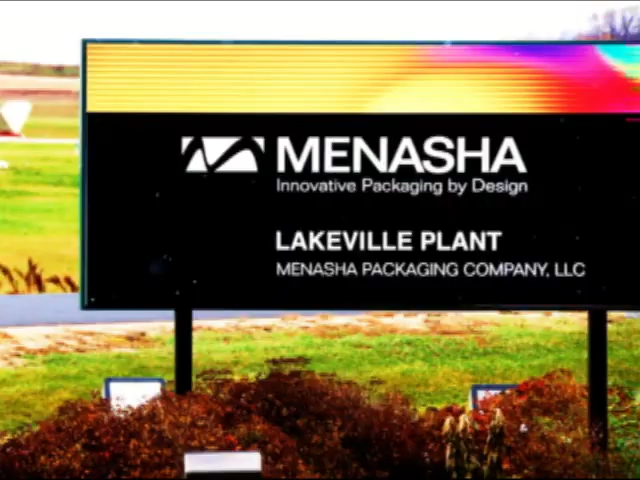 MENASHA
Innovative Packaging by Design
LAKEVILLE PLANT
MENASHA PACKAGING COMPANY, LLC